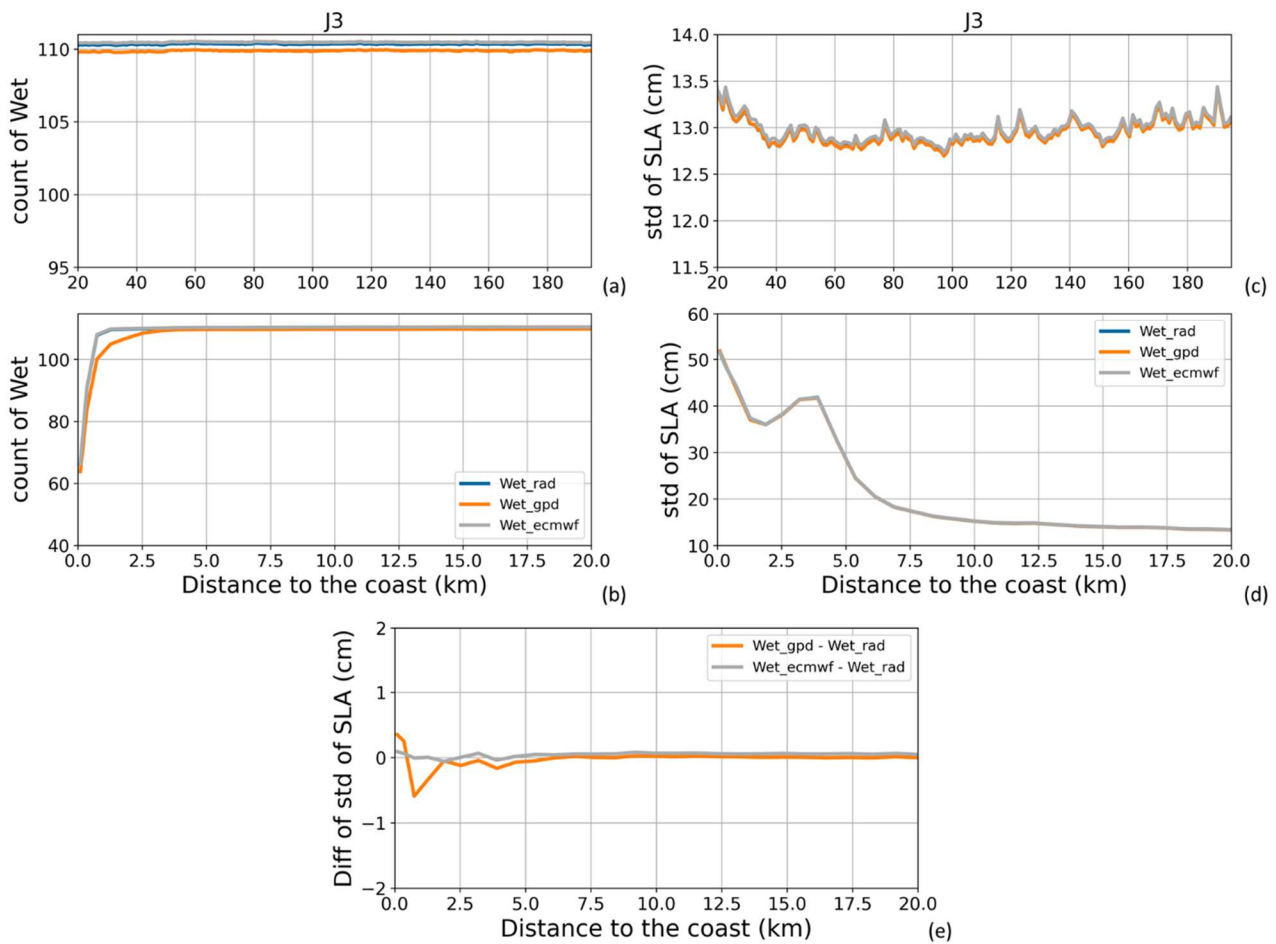 J3
count of Wet
110
105
100
95
20 40 60 80 100 120 140 160 180
(a)
J3
std of SLA (cm)
14.0
13.5
13.0
12.5
12.0
11.5
20 40 60 80 100 120 140 160 180
(c)
count of Wet
100
80
60
40
Wet_rad
Wet_gpd
Wet_ecmwf
0.0 2.5 5.0 7.5 10.0 12.5 15.0 17.5 20.0
Distance to the coast (km)
(b)
std of SLA (cm)
60
50
40
30
20
10
Wet_rad
Wet_gpd
Wet_ecmwf
0.0 2.5 5.0 7.5 10.0 12.5 15.0 17.5 20.0
Distance to the coast (km)
(d)
Diff of std of SLA (cm)
2
1
0
−1
−2
Wet_gpd - Wet_rad
Wet_ecmwf - Wet_rad
0.0 2.5 5.0 7.5 10.0 12.5 15.0 17.5 20.0
Distance to the coast (km)
(e)